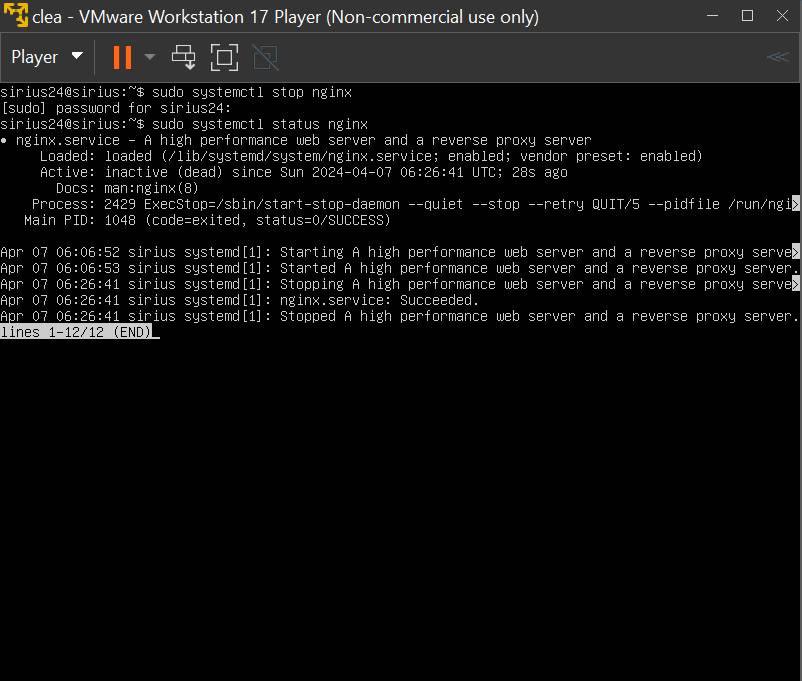 clea - VMware Workstation 17 Player (Non-commercial use only)
Player
sirius24@sirius:~$ sudo systemctl stop nginx
[sudo] password for sirius24:
sirius24@sirius:~$ sudo systemctl status nginx
● nginx.service - A high performance web server and a reverse proxy server
     Loaded: loaded (/lib/systemd/system/nginx.service; enabled; vendor preset: enabled)
     Active: inactive (dead) since Sun 2024-04-07 06:26:41 UTC; 28s ago
       Docs: man:nginx(8)
    Process: 2429 ExecStop=/sbin/start-stop-daemon --quiet --stop --retry QUIT/5 --pidfile /run/ngi>
   Main PID: 1048 (code=exited, status=0/SUCCESS)
Apr 07 06:06:52 sirius systemd[1]: Starting A high performance web server and a reverse proxy serve>
Apr 07 06:06:53 sirius systemd[1]: Started A high performance web server and a reverse proxy server.
Apr 07 06:26:41 sirius systemd[1]: Stopping A high performance web server and a reverse proxy serve>
Apr 07 06:26:41 sirius systemd[1]: nginx.service: Succeeded.
Apr 07 06:26:41 sirius systemd[1]: Stopped A high performance web server and a reverse proxy server.
lines 1-12/12 (END)